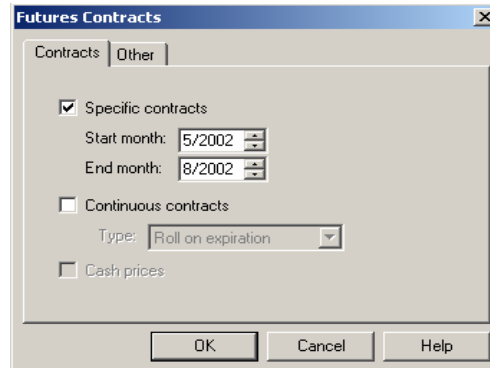 Futures Contracts
Contracts Other
Specific contracts
Start month: 5/2002
End month: 8/2002
Continuous contracts
Type: Roll on expiration
Cash prices
OK Cancel Help